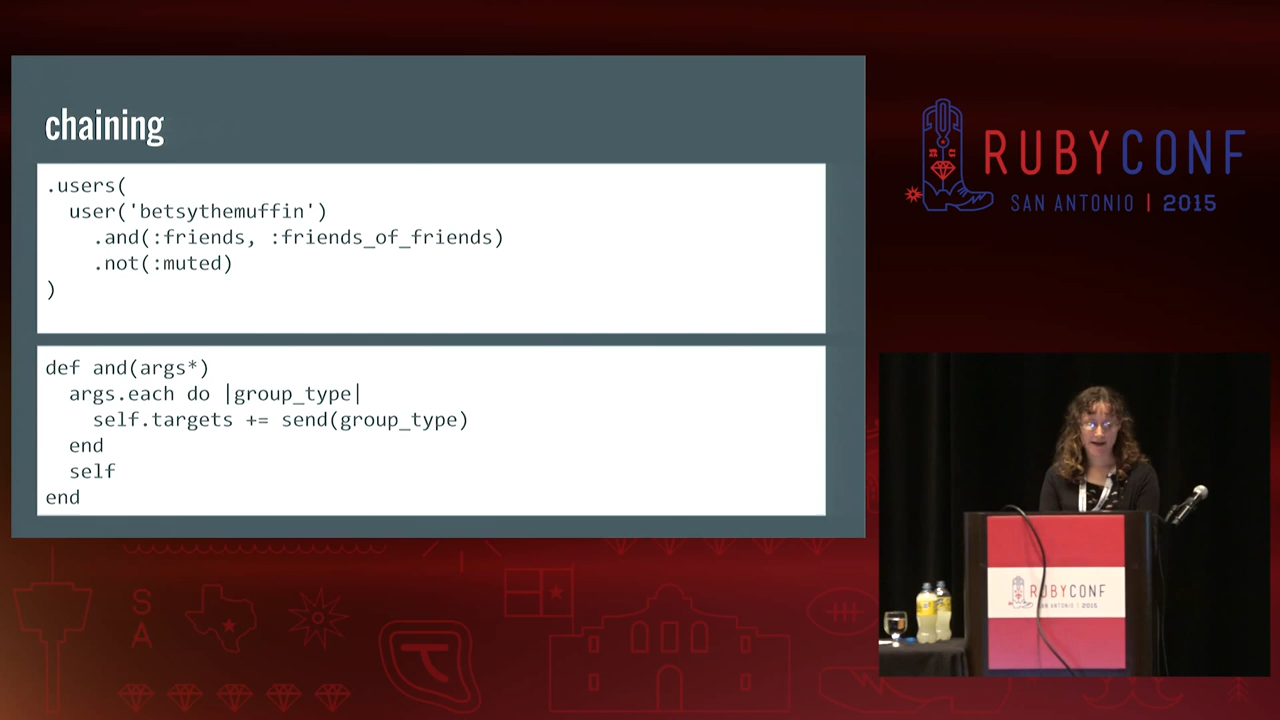 chaining
.users(
  user('betsythemuffin')
    .and(:friends, :friends_of_friends)
    .not(:muted)
)
def and(args*)
  args.each do |group_type|
    self.targets += send(group_type)
  end
  self
end
RUBYCONF
SAN ANTONIO | 2015
RUBYCONF
SAN ANTONIO | 2015
S
A